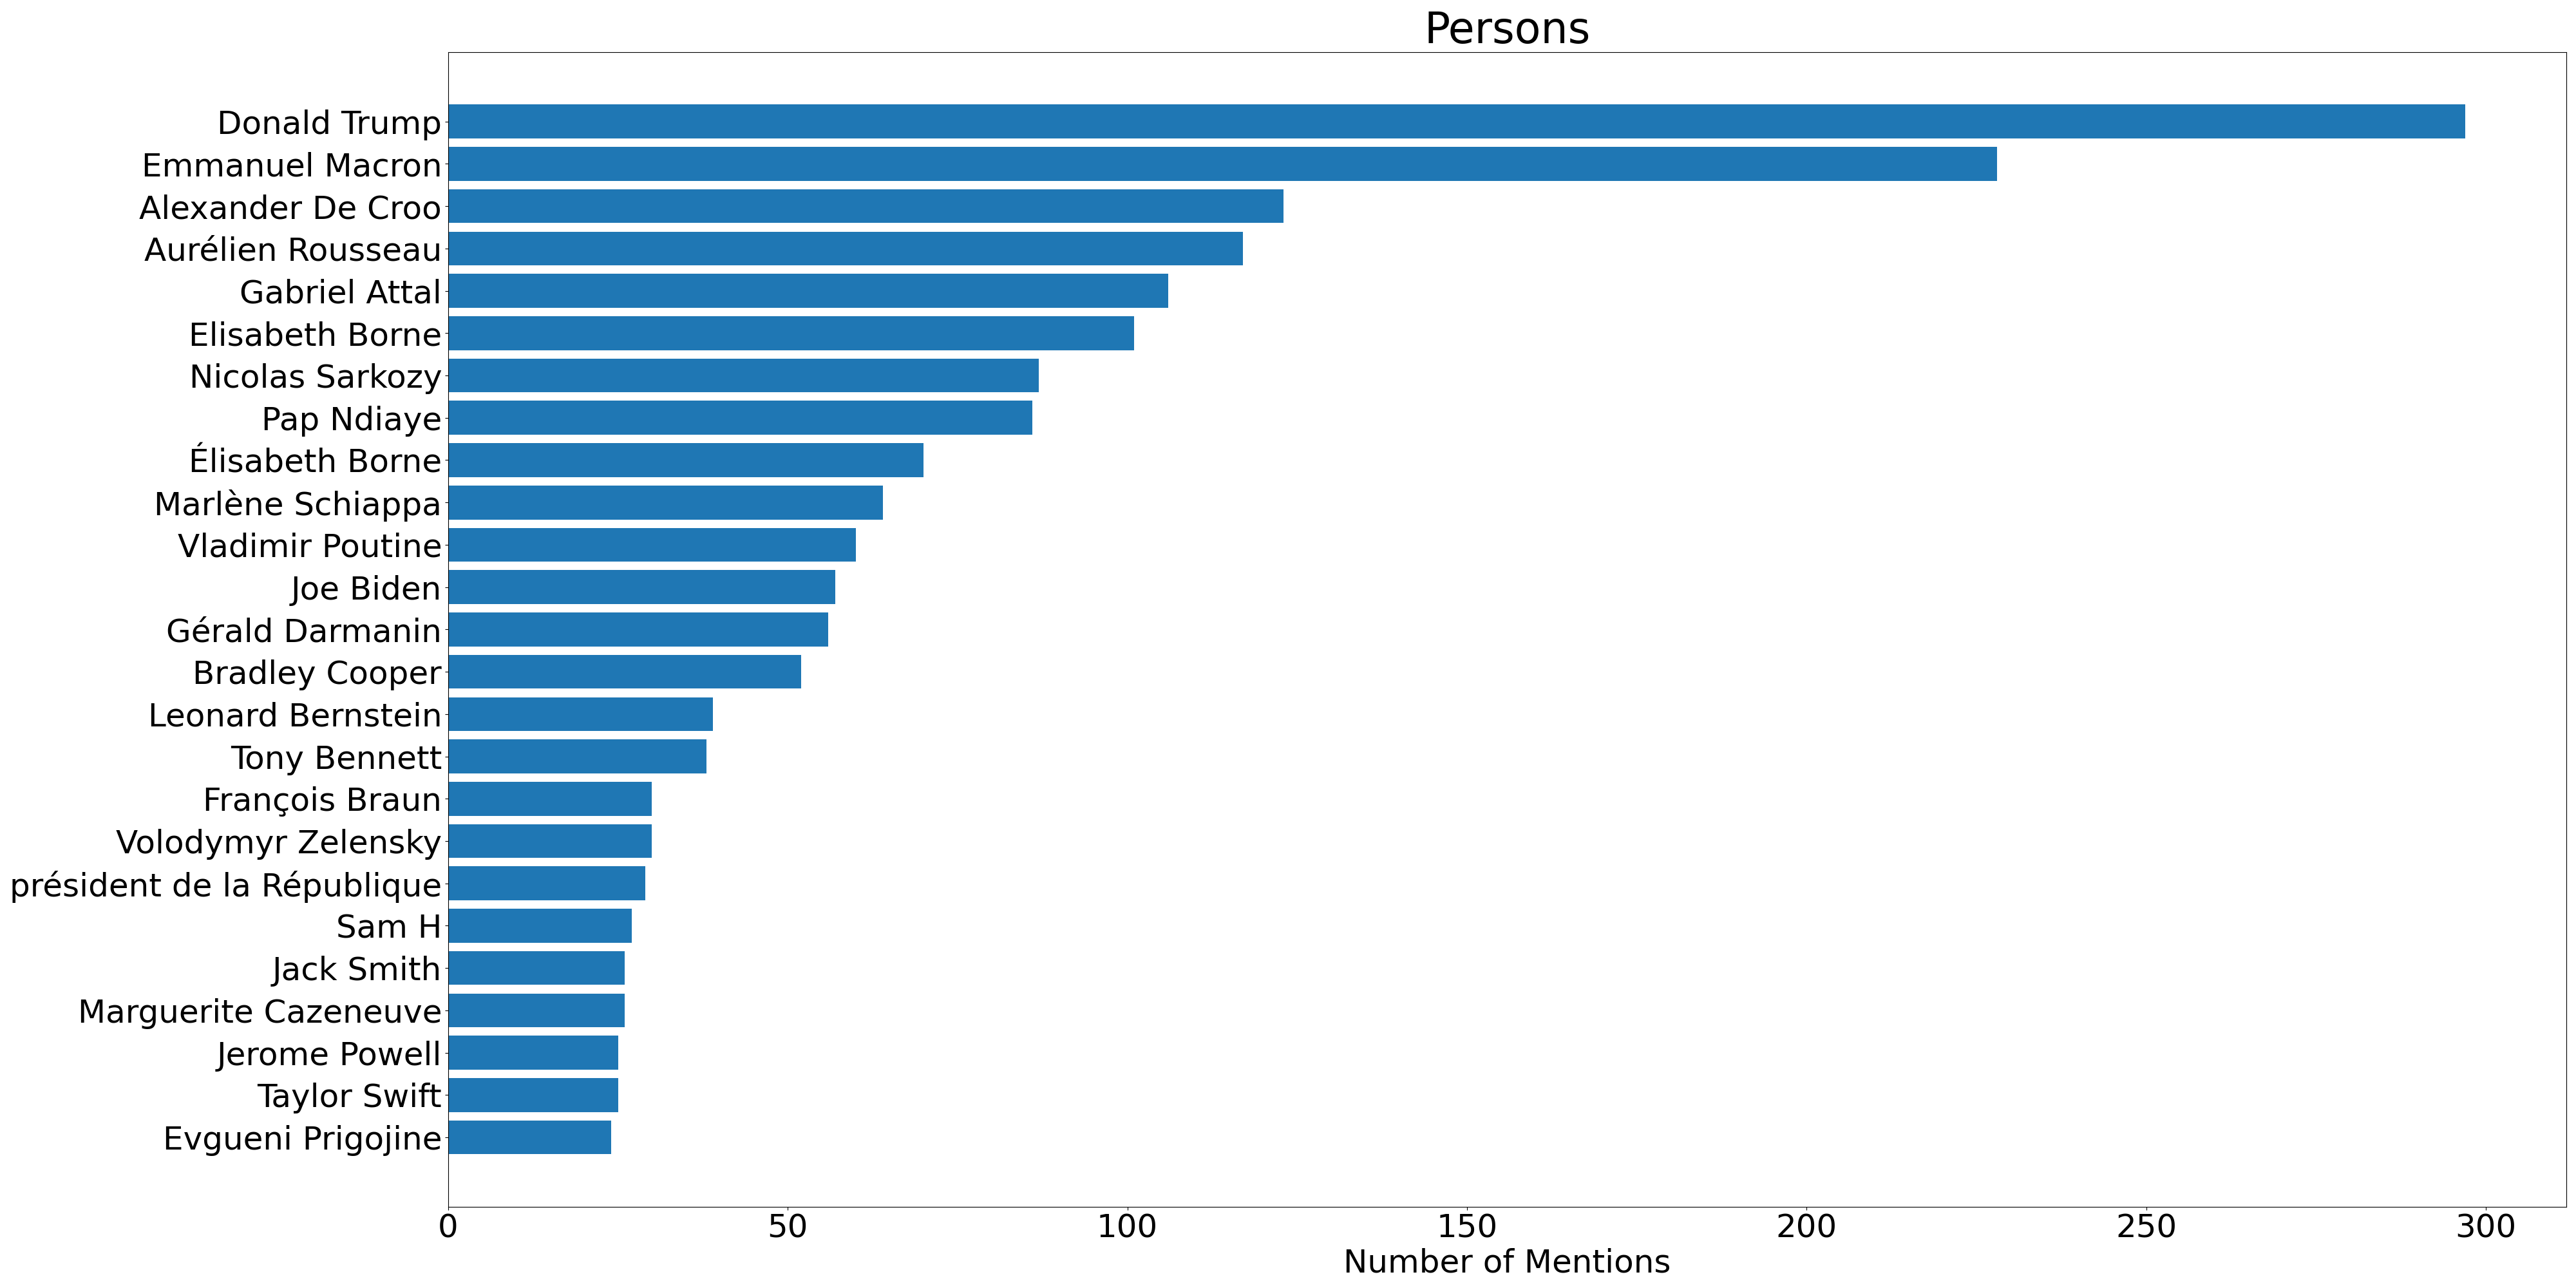 Persons
Donald Trump
Emmanuel Macron
Alexander De Croo
Aurélien Rousseau
Gabriel Attal
Elisabeth Borne
Nicolas Sarkozy
Pap Ndiaye
Élisabeth Borne
Marlène Schiappa
Vladimir Poutine
Joe Biden
Gérald Darmanin
Bradley Cooper
Leonard Bernstein
Tony Bennett
François Braun
Volodymyr Zelensky
président de la République
Sam H
Jack Smith
Marguerite Cazeneuve
Jerome Powell
Taylor Swift
Evgueni Prigojine
0 50 100 150 200 250 300
Number of Mentions